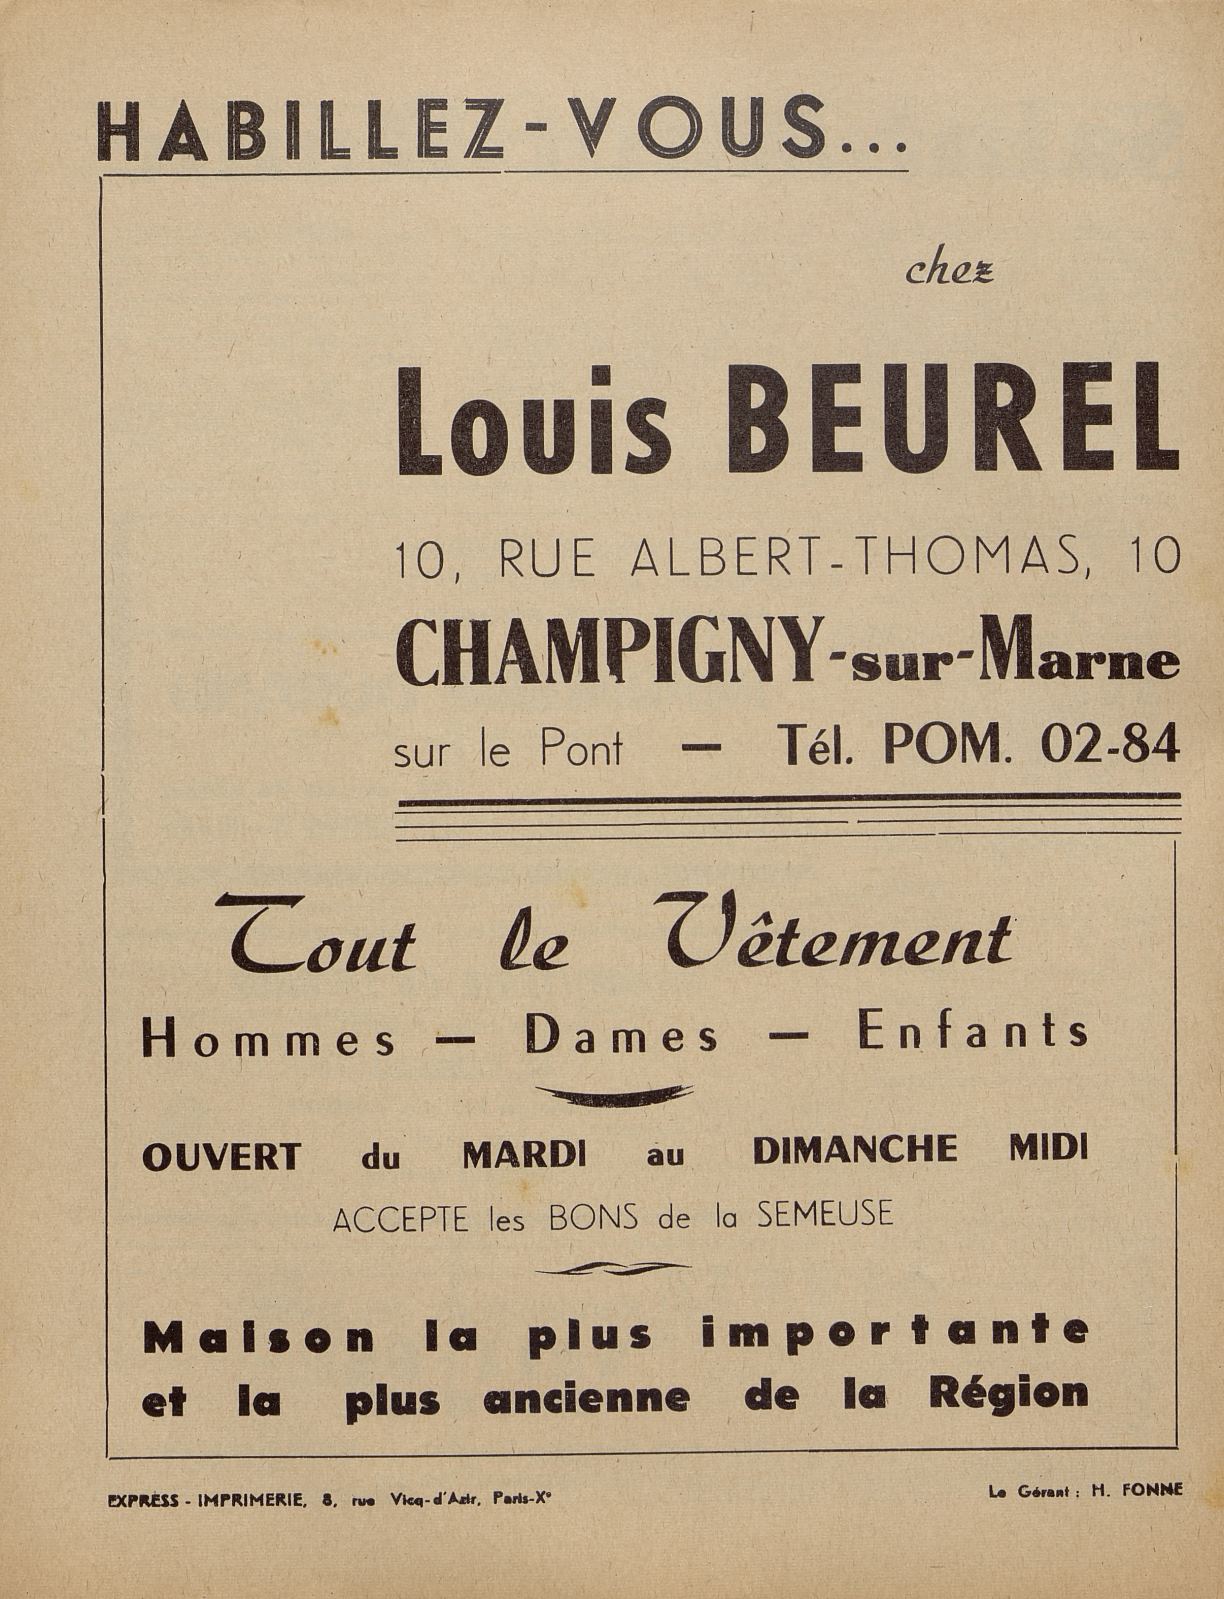 HABILLEZ-VOUS...
chez
Louis BEUREL
10, RUE ALBERT-THOMAS, 10
CHAMPIGNY-sur-Marne
sur le Pont — Tél. POM. 02-84
Tout le Vêtement
Hommes — Dames — Enfants
OUVERT du MARDI au DIMANCHE MIDI
ACCEPTE les BONS de la SEMEUSE
Maison la plus importante
et la plus ancienne de la Région
EXPRESS - IMPRIMERIE, 8, rue Vicq-d'Azir, Paris-X°
Le Gérant : H. FONNE